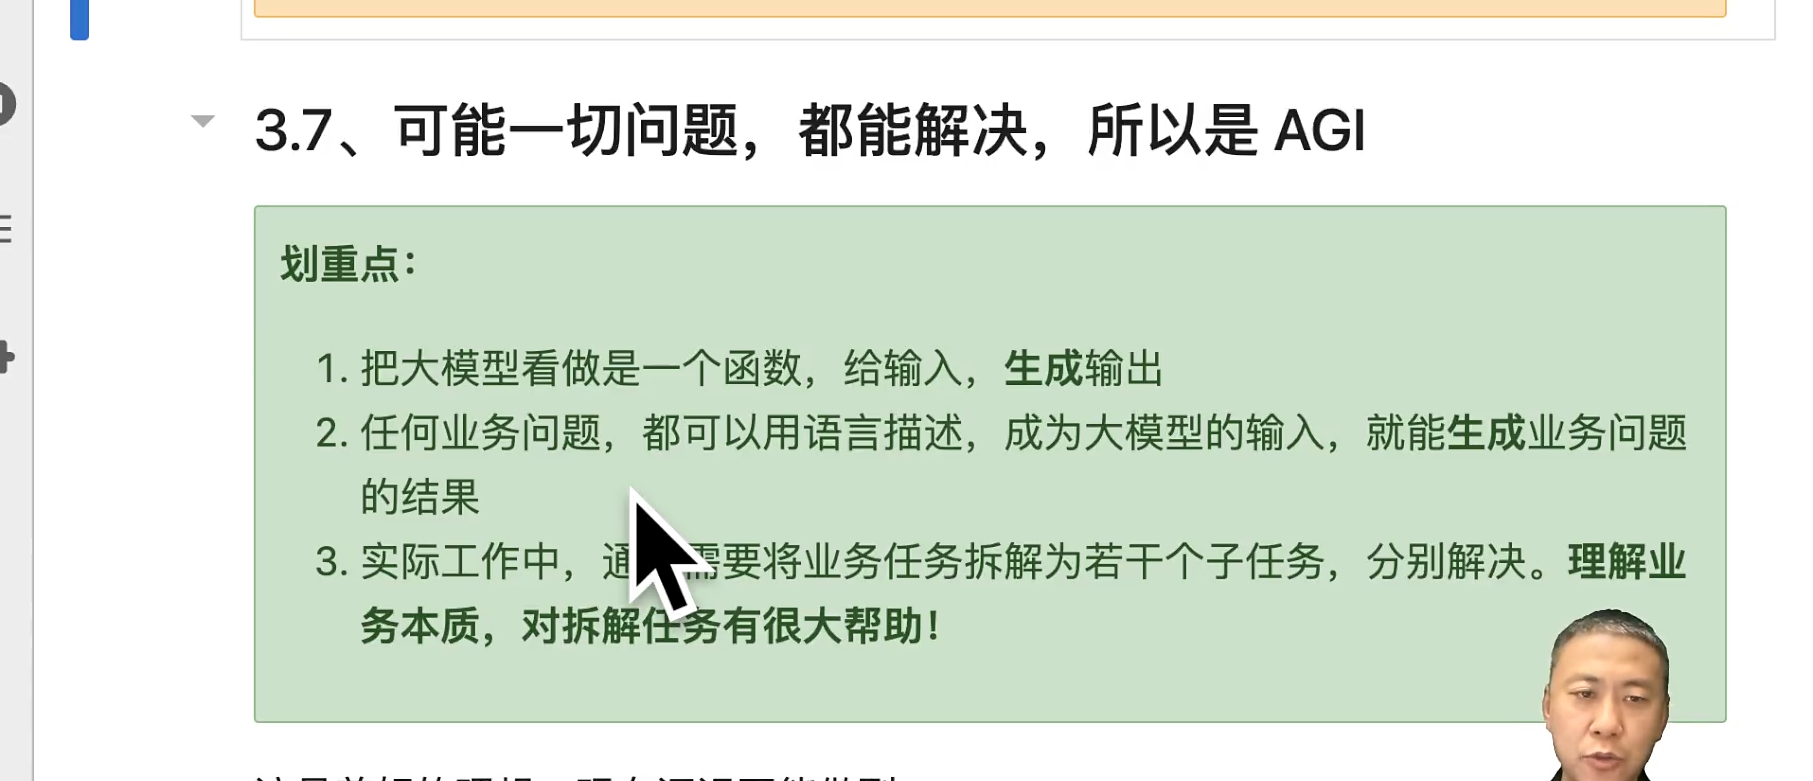 3.7、可能一切问题，都能解决，所以是 AGI
划重点：
1. 把大模型看做是一个函数，给输入，生成输出
2. 任何业务问题，都可以用语言描述，成为大模型的输入，就能生成业务问题
的结果
3. 实际工作中，通需要将业务任务拆解为若干个子任务，分别解决。理解业
务本质，对拆解任务有很大帮助！